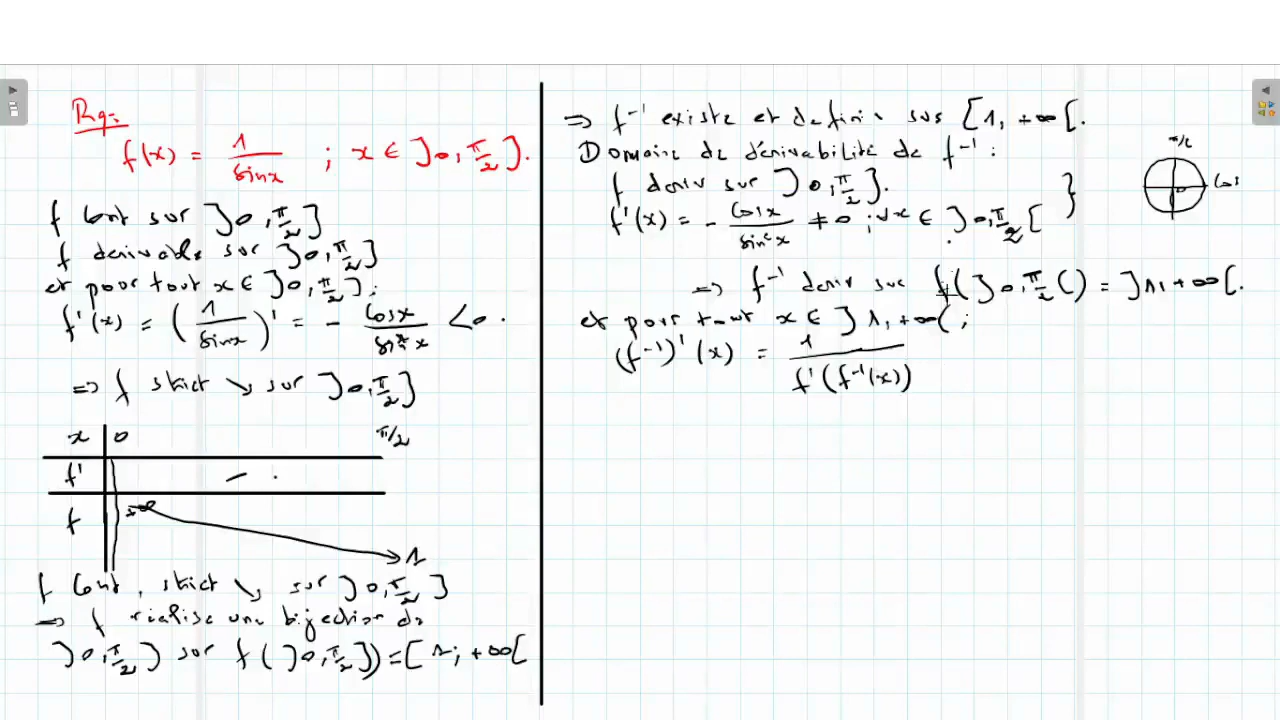 Rq:
f(x) = 1/sinx ; x ∈ ]0, π/2].
f Cont sur ]0, π/2]
f derivable sur ]0, π/2]
et pour tout x ∈ ]0, π/2];
f'(x) = (1/sinx)' = - cosx/sin²x <0.
=> f strict ↘ sur ]0, π/2]
x 0 π/2
f' -
f +∞ 1
f Cont, strict ↘ sur ]0, π/2]
=> f réalise une bijection de
]0, π/2] sur f(]0, π/2]) = [1; +∞[
=> f⁻¹ existe et definie sur [1, +∞[.
Domaine de dérivabilité de f⁻¹ :
f deriv sur ]0, π/2].
f'(x) = - cosx/sin²x ≠ 0 ; ∀x ∈ ]0, π/2[ }
π/2
cos
=> f⁻¹ deriv sur f(]0, π/2[) = ]1, +∞[.
et pour tout x ∈ ]1, +∞[ ;
(f⁻¹)'(x) = 1/f'(f⁻¹(x))